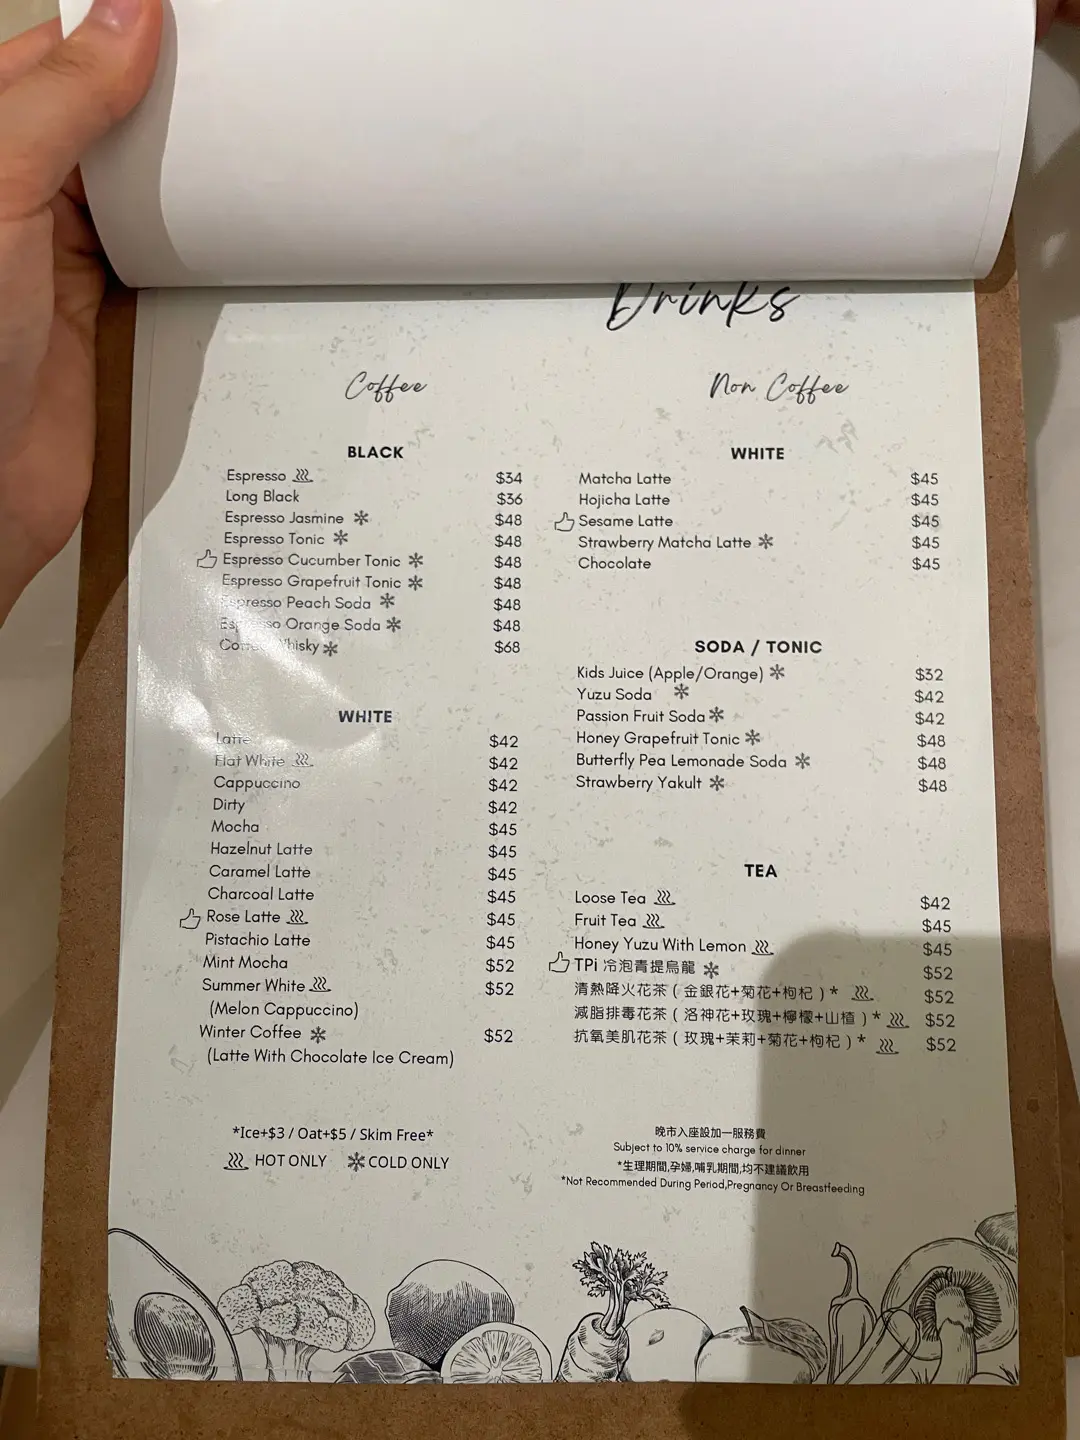 Drinks
Coffee
BLACK
Espresso $34
Long Black $36
Espresso Jasmine $48
Espresso Tonic $48
Espresso Cucumber Tonic $48
Espresso Grapefruit Tonic $48
Espresso Peach Soda $48
Espresso Orange Soda $48
Coffee Whisky $68
WHITE
Latte $42
Flat White $42
Cappuccino $42
Dirty $42
Mocha $45
Hazelnut Latte $45
Caramel Latte $45
Charcoal Latte $45
Rose Latte $45
Pistachio Latte $45
Mint Mocha $52
Summer White $52
(Melon Cappuccino)
Winter Coffee $52
(Latte With Chocolate Ice Cream)
*Ice+$3 / Oat+$5 / Skim Free*
HOT ONLY COLD ONLY
Non Coffee
WHITE
Matcha Latte $45
Hojicha Latte $45
Sesame Latte $45
Strawberry Matcha Latte $45
Chocolate $45
SODA / TONIC
Kids Juice (Apple/Orange) $32
Yuzu Soda $42
Passion Fruit Soda $42
Honey Grapefruit Tonic $48
Butterfly Pea Lemonade Soda $48
Strawberry Yakult $48
TEA
Loose Tea $42
Fruit Tea $45
Honey Yuzu With Lemon $45
TPi 冷泡青提烏龍 $52
清熱降火花茶 ( 金銀花+菊花+枸杞 ) * $52
減脂排毒花茶 ( 洛神花+玫瑰+檸檬+山楂 ) * $52
抗氧美肌花茶 ( 玫瑰+茉莉+菊花+枸杞 ) * $52
晚市入座設加一服務費
Subject to 10% service charge for dinner
*生理期間,孕婦,哺乳期間,均不建議飲用
*Not Recommended During Period,Pregnancy Or Breastfeeding